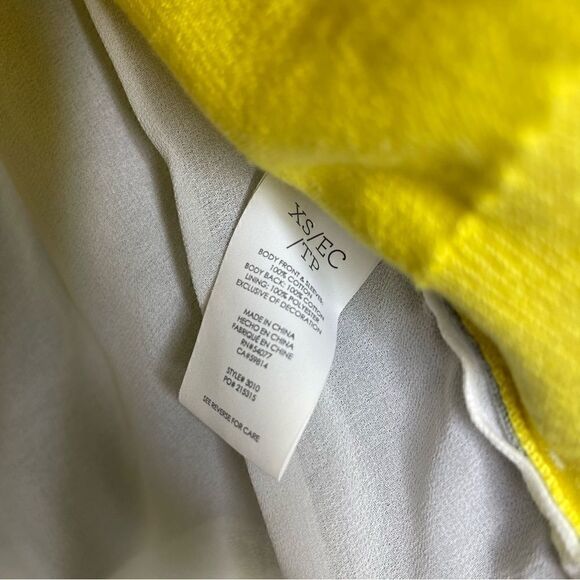 XS/EC
/TP
BODY FRONT & SLEEVES:
100% COTTON
BODY BACK: 100% COTTON
LINING: 100% POLYESTER
EXCLUSIVE OF DECORATION
MADE IN CHINA
HECHO EN CHINA
FABRIQUÉ EN CHINE
RN#54077
CA#59814
STYLE# 3010
PO# 215315
SEE REVERSE FOR CARE